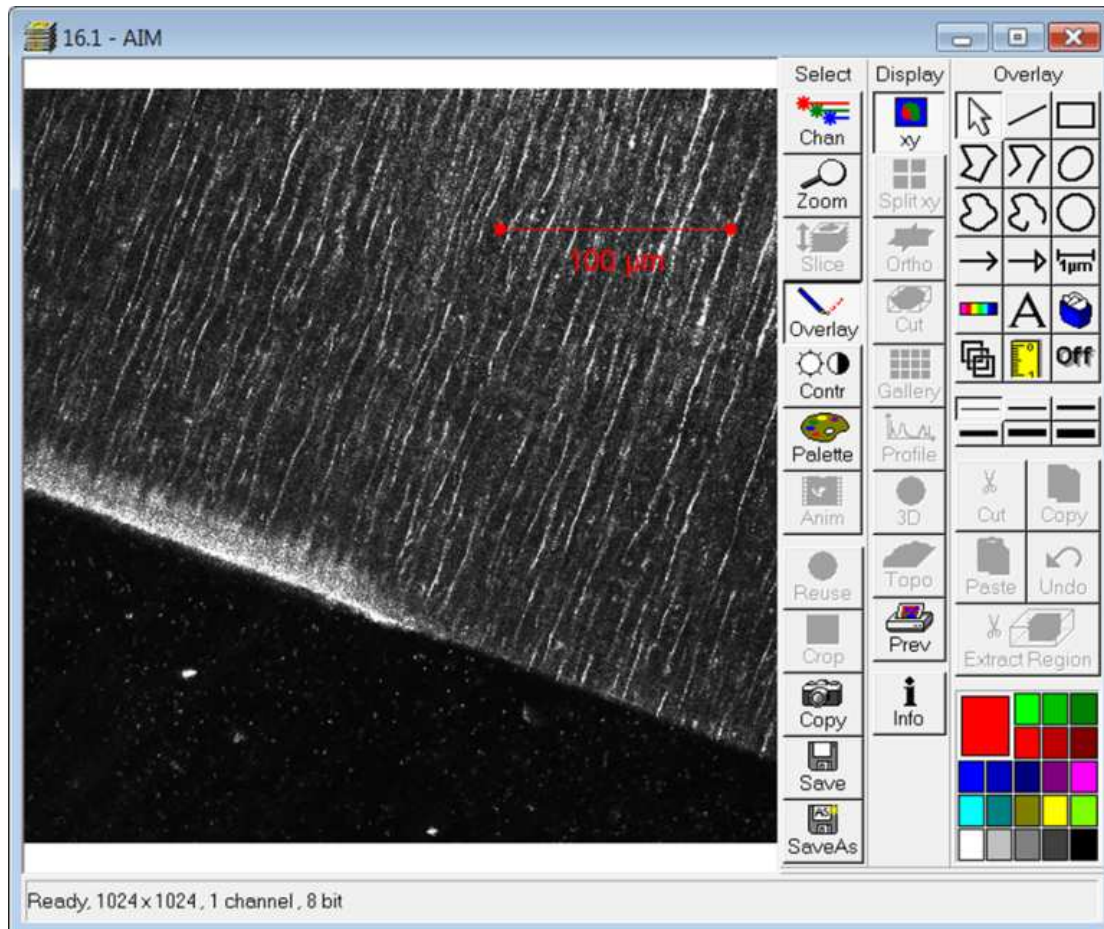 16.1 - AIM
Select
Display
Overlay
Chan
xy
Zoom
Split xy
Slice
Ortho
100 µm
1µm
Overlay
Cut
A
Off
Contr
Gallery
Palette
Profile
Anim
3D
Cut
Copy
Reuse
Topo
Paste
Undo
Crop
Prev
Extract Region
Copy
Info
Save
AS
SaveAs
Ready, 1024 x 1024 , 1 channel , 8 bit